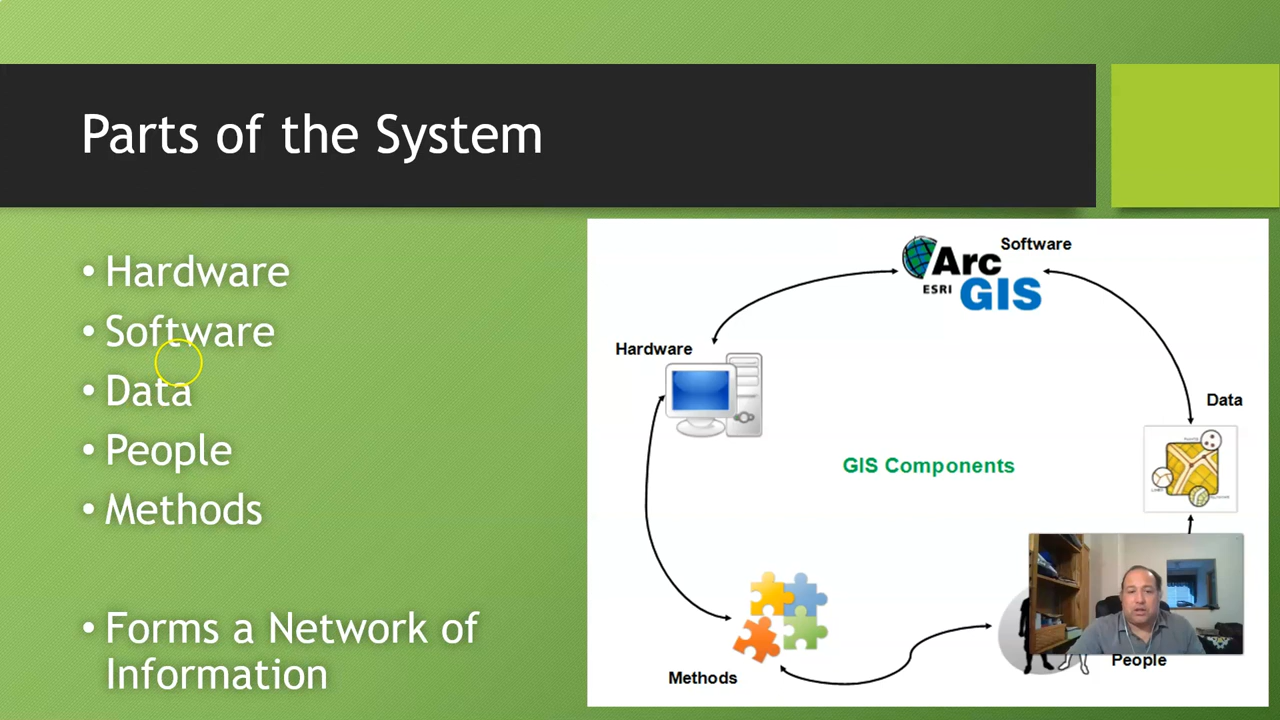 Parts of the System
• Hardware
• Software
• Data
• People
• Methods
• Forms a Network of
Information
Software
Arc
ESRI GIS
Hardware
Data
GIS Components
Methods
People